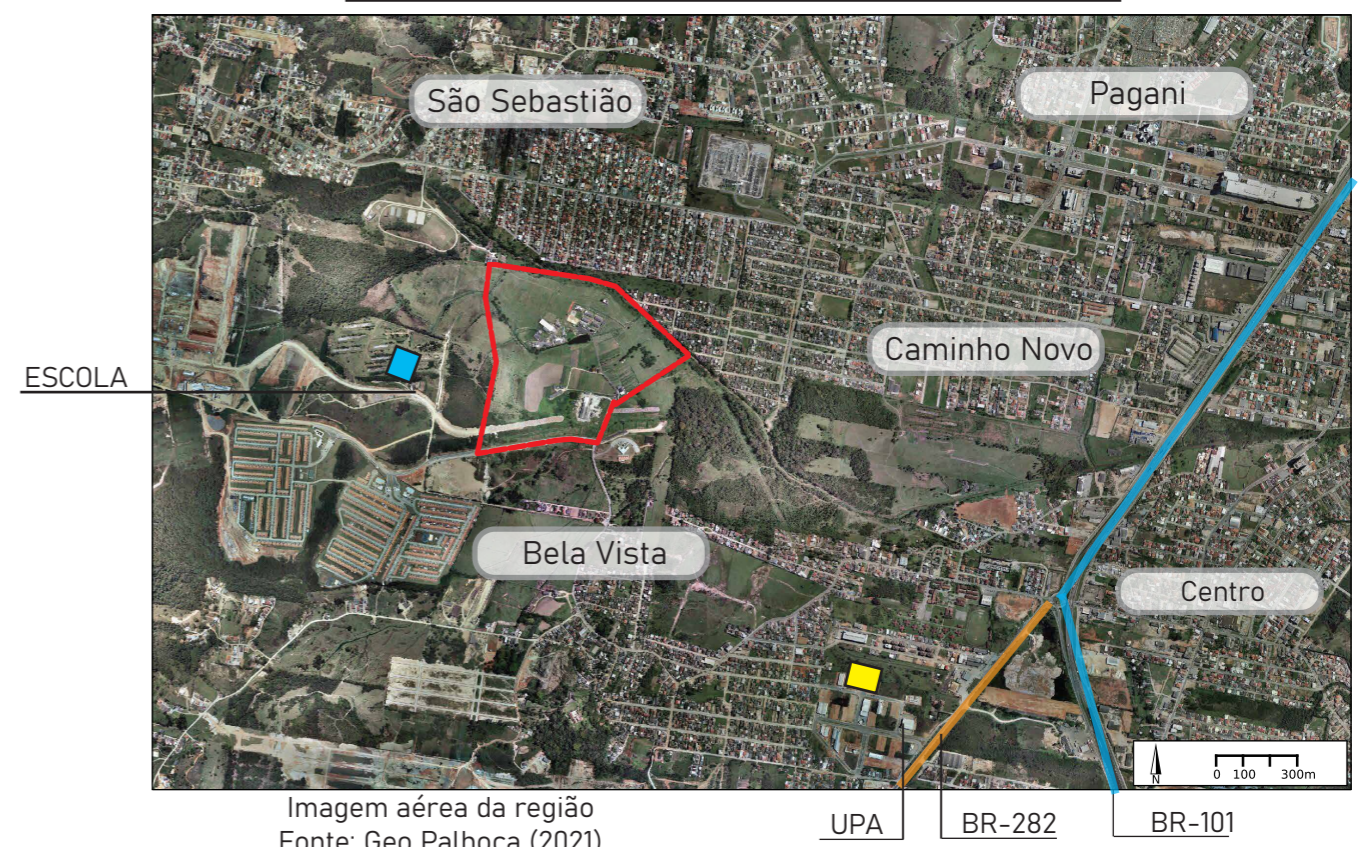 São Sebastião
Pagani
Caminho Novo
ESCOLA
Bela Vista
Centro
N
0 100 300m
Imagem aérea da região
Fonte: Geo Palhoça (2021)
UPA
BR-282
BR-101